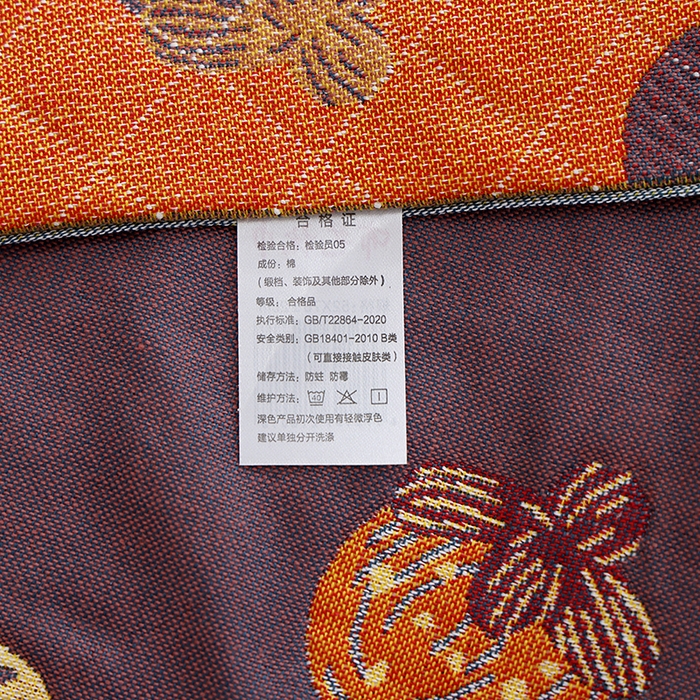 合格证
检验合格：检验员05
成份：棉
（缎档、装饰及其他部分除外）
等级：合格品
执行标准：GB/T22864-2020
安全类别：GB18401-2010 B类
（可直接接触皮肤类）
储存方法：防蛀 防霉
维护方法：40
深色产品初次使用有轻微浮色
建议单独分开洗涤